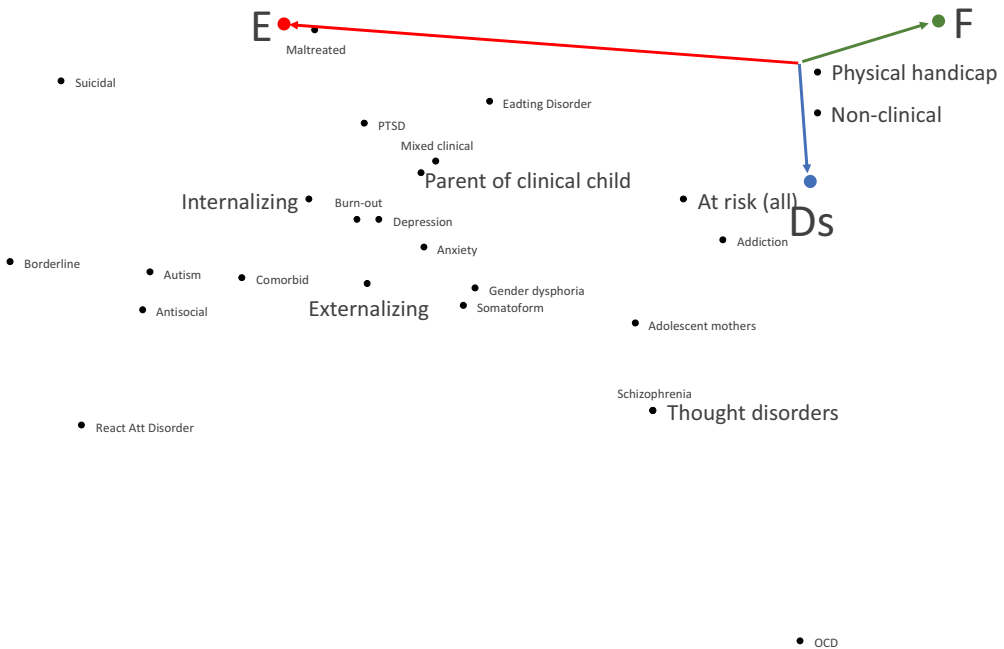 E
F
Maltreated
Physical handicap
Suicidal
Eadting Disorder
Non-clinical
PTSD
Mixed clinical
Parent of clinical child
Internalizing
Burn-out
At risk (all)
Depression
Ds
Addiction
Anxiety
Borderline
Autism
Comorbid
Gender dysphoria
Antisocial
Externalizing
Somatoform
Adolescent mothers
Schizophrenia
Thought disorders
React Att Disorder
OCD